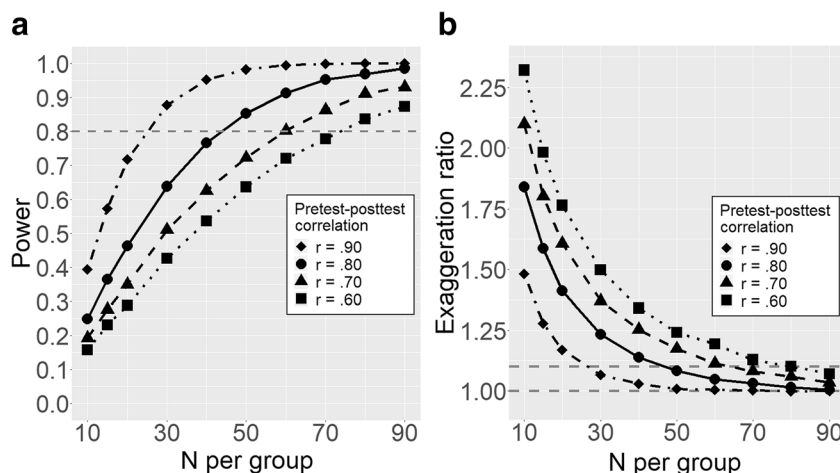 a
Power
1.0
0.9
0.8
0.7
0.6
0.5
0.4
0.3
0.2
0.1
0.0
10
30
50
70
90
N per group
Pretest-posttest
correlation
r = .90
r = .80
r = .70
r = .60
b
Exaggeration ratio
2.25
2.00
1.75
1.50
1.25
1.00
10
30
50
70
90
N per group
Pretest-posttest
correlation
r = .90
r = .80
r = .70
r = .60